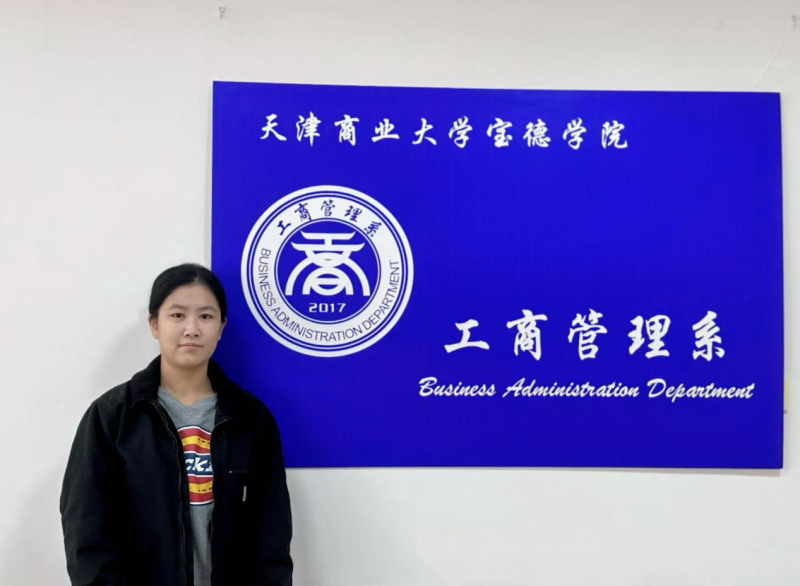 天津商业大学宝德学院
工商管理系
2017
BUSINESS ADMINISTRATION DEPARTMENT
工商管理系
Business Administration Department